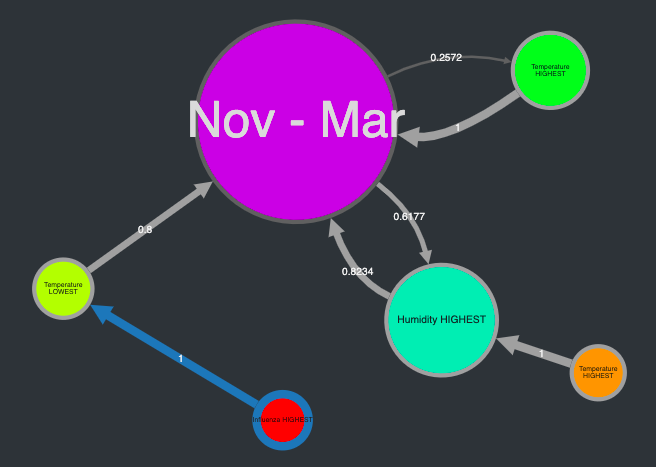 0.2572
Temperature
HIGHEST
Nov - Mar
1
0.6177
0.8
0.8234
Temperature
LOWEST
Humidity HIGHEST
1
1
Temperature
HIGHEST
Influenza HIGHEST